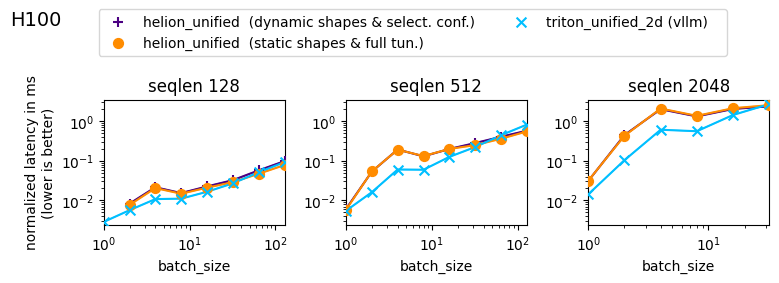 H100
helion_unified (dynamic shapes & select. conf.)
helion_unified (static shapes & full tun.)
triton_unified_2d (vllm)
normalized latency in ms
(lower is better)
seqlen 128
10⁰
10⁻¹
10⁻²
10⁰ 10¹ 10²
batch_size
seqlen 512
10⁰
10⁻¹
10⁻²
10⁰ 10¹ 10²
batch_size
seqlen 2048
10⁰
10⁻¹
10⁻²
10⁰ 10¹
batch_size